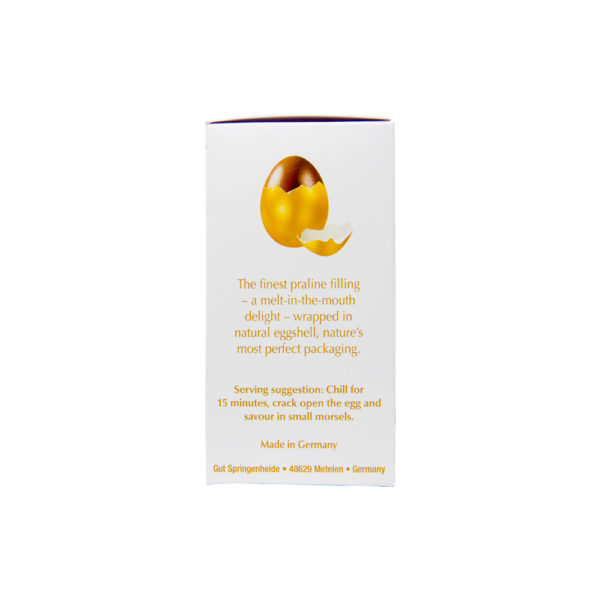 The finest praline filling
– a melt-in-the-mouth
delight – wrapped in
natural eggshell, nature's
most perfect packaging.
Serving suggestion: Chill for
15 minutes, crack open the egg and
savour in small morsels.
Made in Germany
Gut Springenheide • 48629 Metelen • Germany